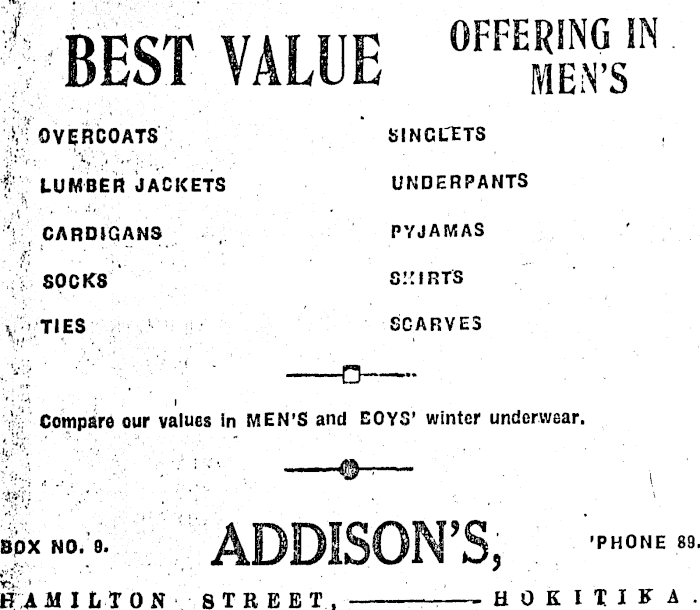 BEST VALUE OFFERING IN MEN'S
OVERCOATS SINGLETS
LUMBER JACKETS UNDERPANTS
CARDIGANS PYJAMAS
SOCKS SHIRTS
TIES SCARVES
Compare our values in MEN'S and BOYS' winter underwear.
BOX NO. 9. ADDISON'S, 'PHONE 89.
HAMILTON STREET, HOKITIKA.